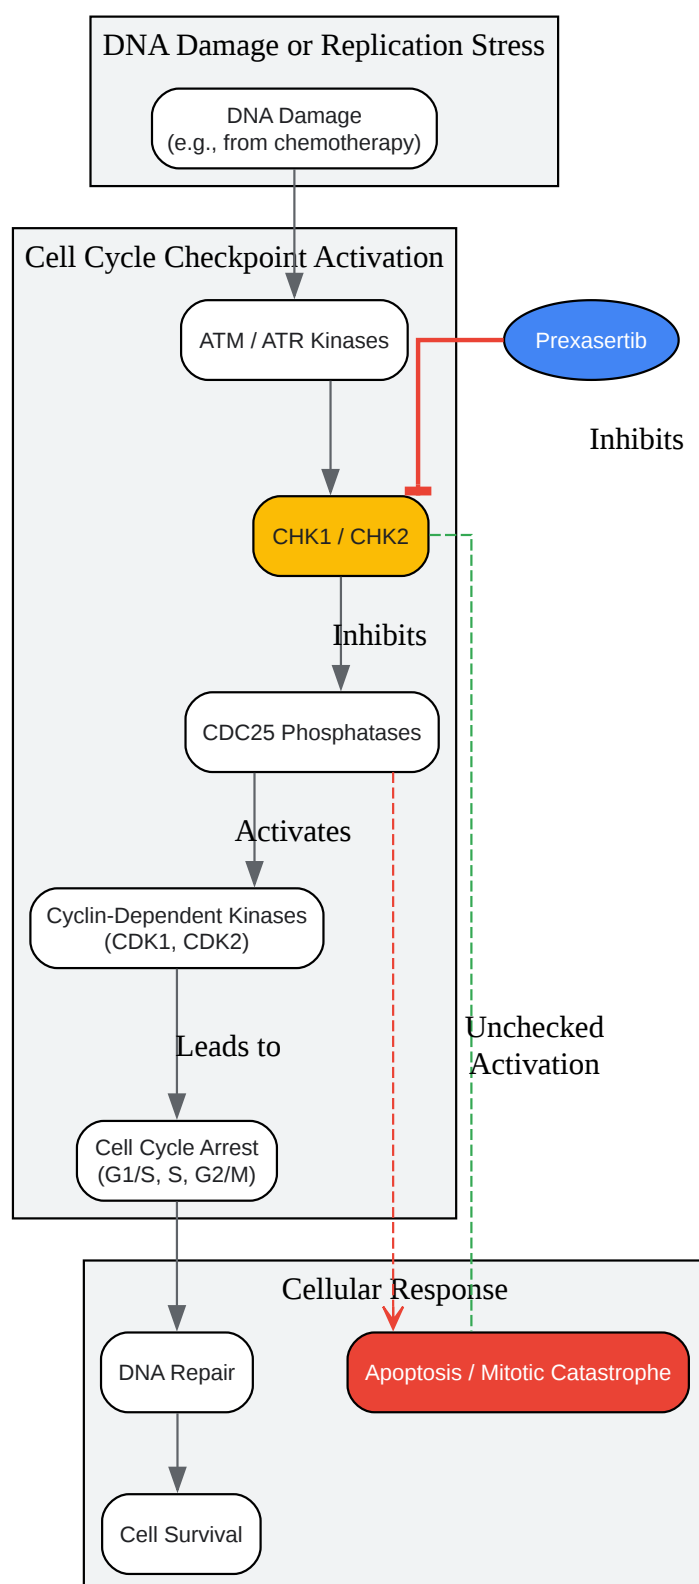 DNA Damage or Replication Stress
DNA Damage
(e.g., from chemotherapy)
Cell Cycle Checkpoint Activation
ATM / ATR Kinases
Prexasertib
Inhibits
CHK1 / CHK2
Inhibits
CDC25 Phosphatases
Activates
Cyclin-Dependent Kinases
(CDK1, CDK2)
Unchecked
Activation
Leads to
Cell Cycle Arrest
(G1/S, S, G2/M)
Cellular Response
DNA Repair
Apoptosis / Mitotic Catastrophe
Cell Survival